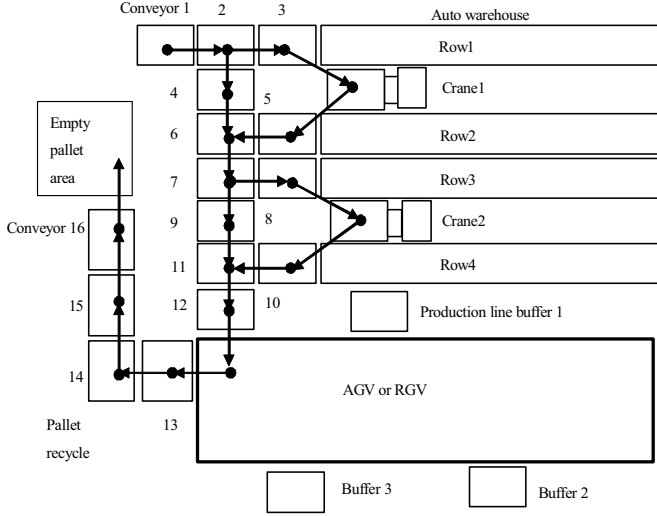 Conveyor 1
2
3
Auto warehouse
Row1
4
5
Crane1
Empty
pallet
area
6
Row2
7
Row3
Conveyor 16
9
8
Crane2
11
Row4
15
12
10
Production line buffer 1
14
13
AGV or RGV
Pallet
recycle
Buffer 3
Buffer 2